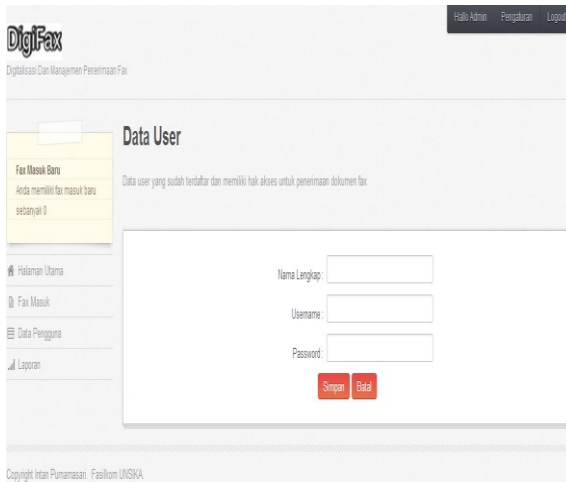 Hallo Admin Pengaturan Logout
DigiFax
Digitalisasi Dan Manajemen Penerimaan Fax
Data User
Data user yang sudah terdaftar dan memiliki hak akses untuk penerimaan dokumen fax
Fax Masuk Baru
Anda memiliki fax masuk baru
sebanyak 0
Halaman Utama
Fax Masuk
Data Pengguna
Laporan
Nama Lengkap :
Username :
Password :
Simpan Batal
Copyright Intan Purnamasari. Fasilkom UNSIKA.